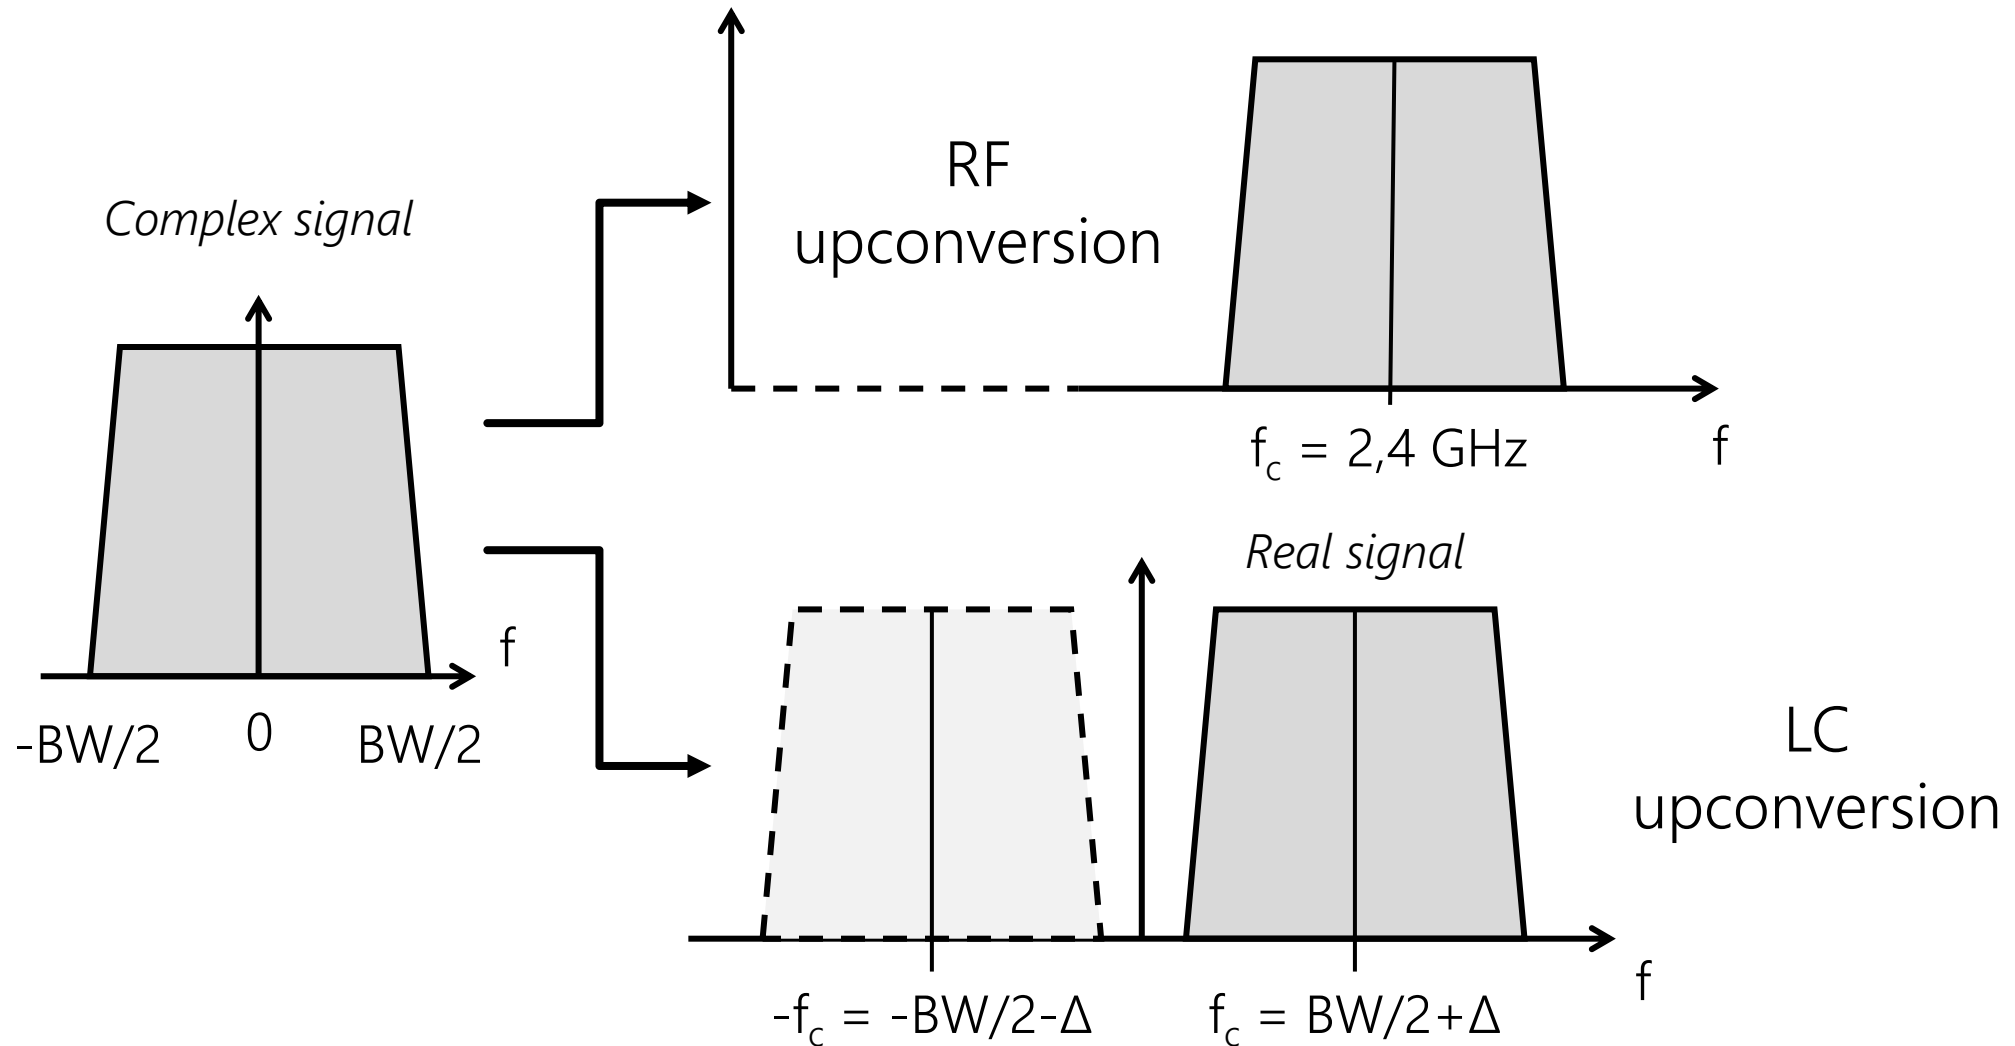 Complex signal
f
-BW/2
0
BW/2
RF
upconversion
f
f_c = 2,4 GHz
Real signal
LC
upconversion
f
-f_c = -BW/2-Δ
f_c = BW/2+Δ